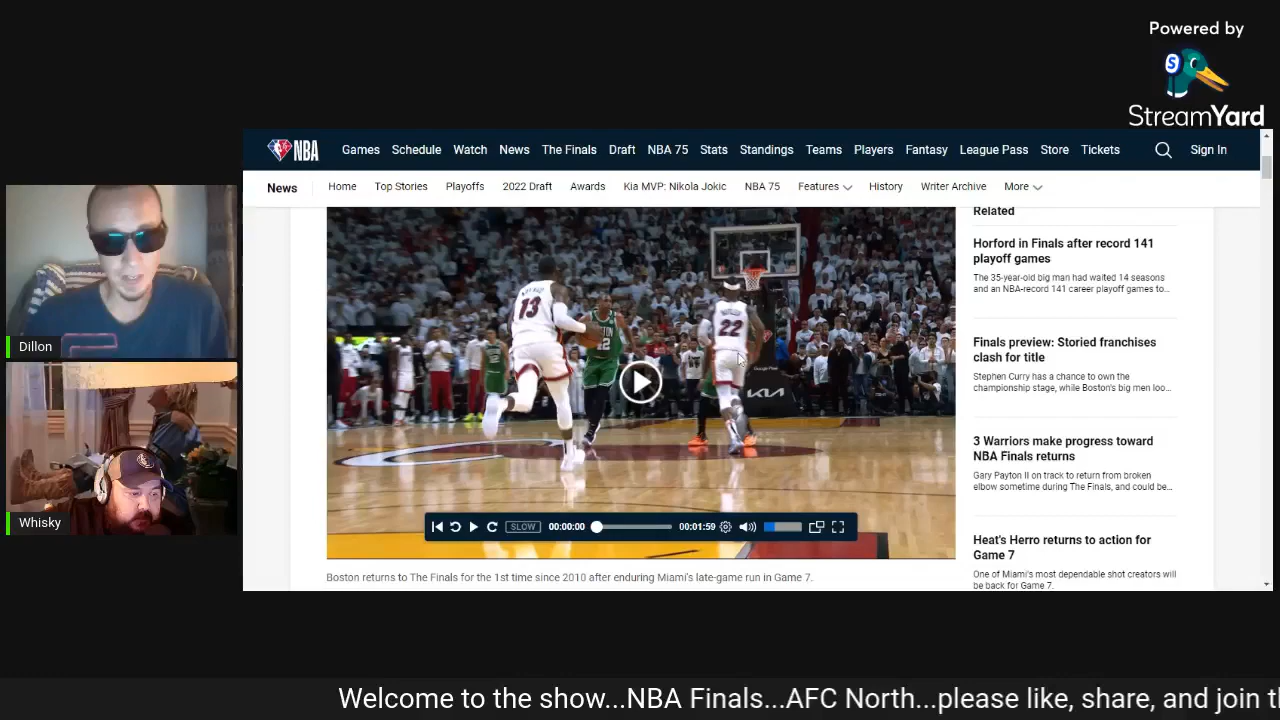 Powered by
S
StreamYard
NBA Games Schedule Watch News The Finals Draft NBA 75 Stats Standings Teams Players Fantasy League Pass Store Tickets Sign In
News Home Top Stories Playoffs 2022 Draft Awards Kia MVP: Nikola Jokic NBA 75 Features History Writer Archive More
Related
Horford in Finals after record 141
playoff games
The 35-year-old big man had waited 14 seasons
and an NBA-record 141 career playoff games to...
Finals preview: Storied franchises
clash for title
Stephen Curry has a chance to own the
championship stage, while Boston's big men loo...
3 Warriors make progress toward
NBA Finals returns
Gary Payton II on track to return from broken
elbow sometime during The Finals, and could be...
Heat's Herro returns to action for
Game 7
One of Miami's most dependable shot creators will
be back for Game 7.
13
22
KIA
SLOW 00:00:00 00:01:59
Boston returns to The Finals for the 1st time since 2010 after enduring Miami's late-game run in Game 7.
Dillon
Whisky
Welcome to the show...NBA Finals...AFC North...please like, share, and join